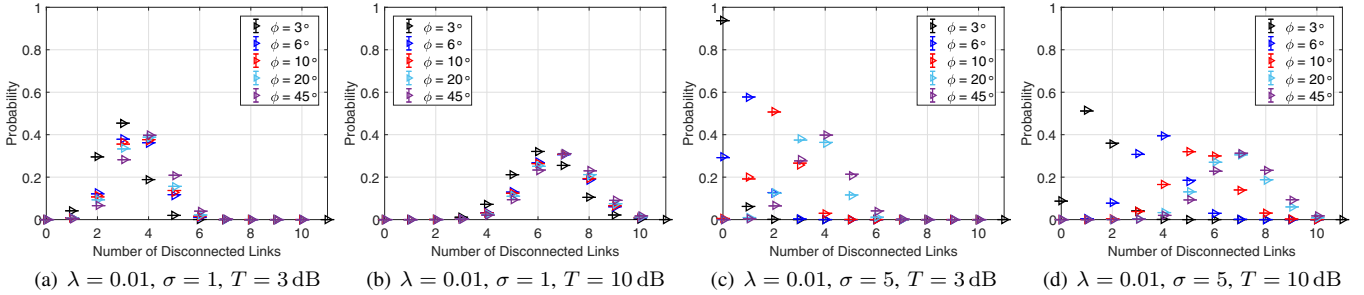 1
0.8
0.6
0.4
0.2
0
Probability
0 2 4 6 8 10
Number of Disconnected Links
ϕ = 3°
ϕ = 6°
ϕ = 10°
ϕ = 20°
ϕ = 45°
(a) λ = 0.01, σ = 1, T = 3 dB
1
0.8
0.6
0.4
0.2
0
Probability
0 2 4 6 8 10
Number of Disconnected Links
ϕ = 3°
ϕ = 6°
ϕ = 10°
ϕ = 20°
ϕ = 45°
(b) λ = 0.01, σ = 1, T = 10 dB
1
0.8
0.6
0.4
0.2
0
Probability
0 2 4 6 8 10
Number of Disconnected Links
ϕ = 3°
ϕ = 6°
ϕ = 10°
ϕ = 20°
ϕ = 45°
(c) λ = 0.01, σ = 5, T = 3 dB
1
0.8
0.6
0.4
0.2
0
Probability
0 2 4 6 8 10
Number of Disconnected Links
ϕ = 3°
ϕ = 6°
ϕ = 10°
ϕ = 20°
ϕ = 45°
(d) λ = 0.01, σ = 5, T = 10 dB